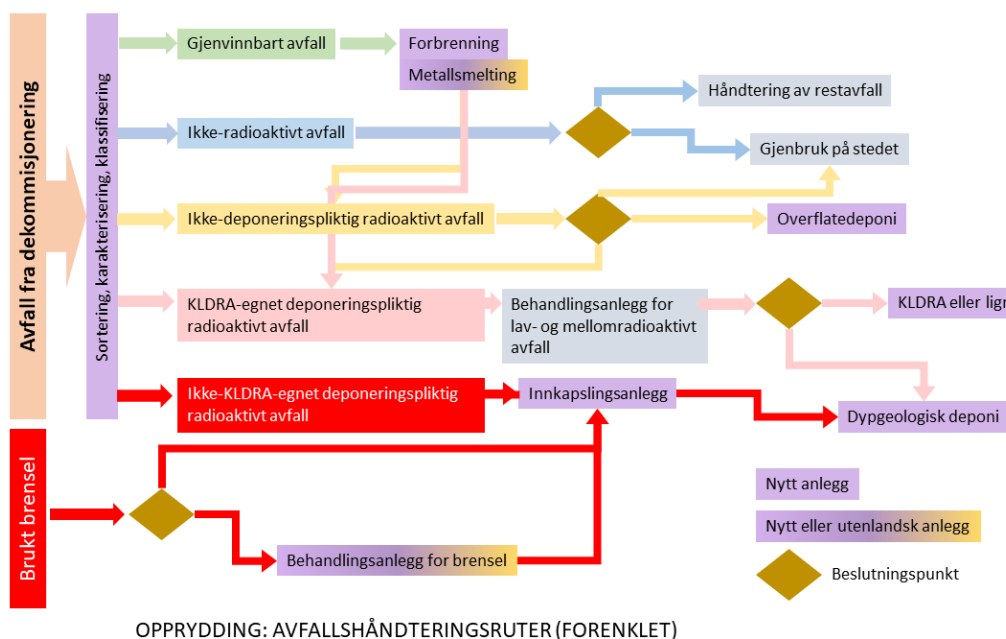 Avfall fra dekommisjonering
Sortering, karakterisering, klassifisering
Gjenvinnbart avfall
Forbrenning
Metallsmelting
Håndtering av restavfall
Ikke-radioaktivt avfall
Gjenbruk på stedet
Ikke-deponeringspliktig radioaktivt avfall
Overflatedeponi
KLDRA-egnet deponeringspliktig
radioaktivt avfall
Behandlingsanlegg for
lav- og mellomradioaktivt
avfall
KLDRA eller lign
Ikke-KLDRA-egnet deponeringspliktig
radioaktivt avfall
Innkapslingsanlegg
Dypgeologisk deponi
Brukt brensel
Behandlingsanlegg for brensel
Nytt anlegg
Nytt eller utenlandsk anlegg
Beslutningspunkt
OPPRYDDING: AVFALLSHÅNDTERINGSRUTER (FORENKLET)